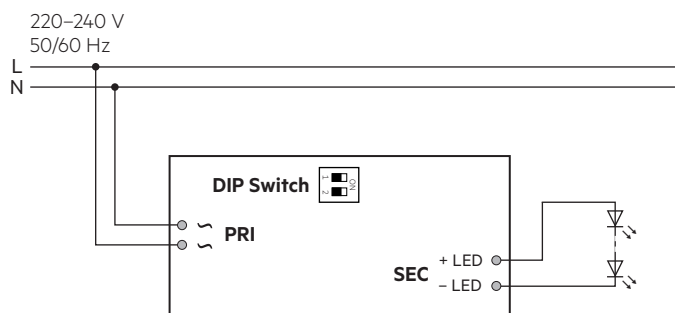 220–240 V
50/60 Hz
L
N
DIP Switch
1
2
ON
~
~ PRI
+ LED
SEC
– LED